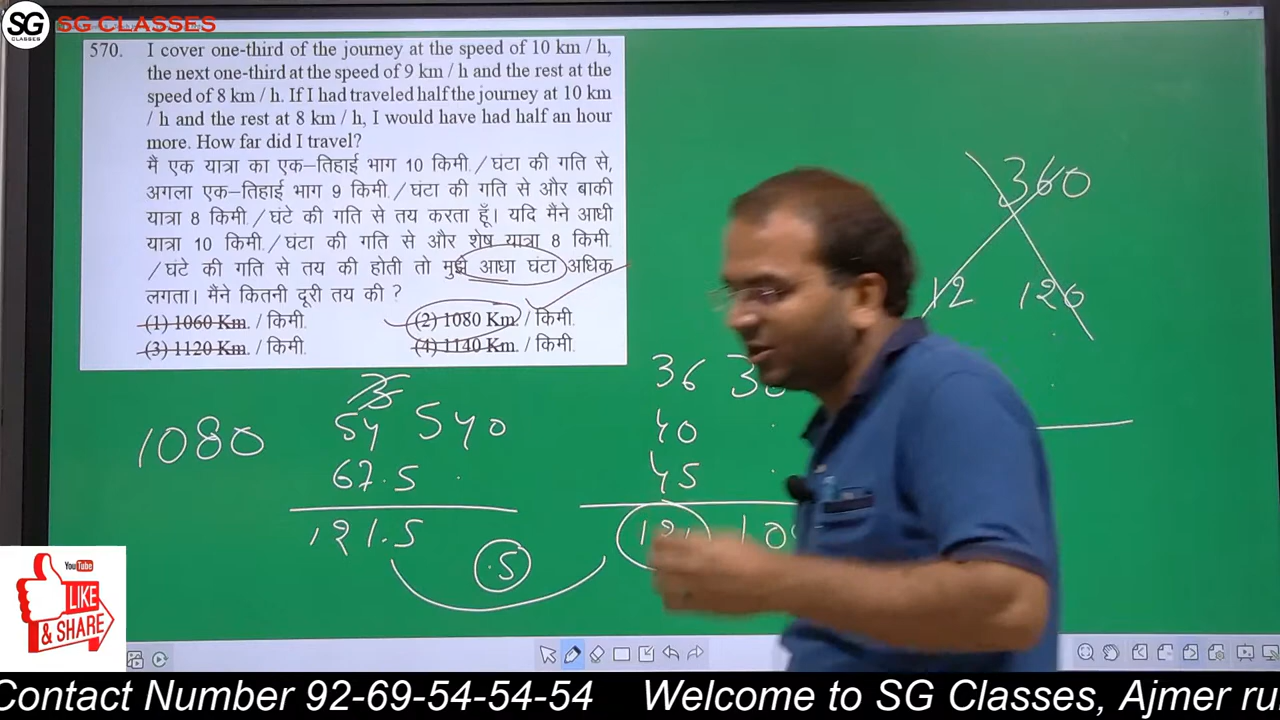 SG
CLASSES
SG CLASSES
570. I cover one-third of the journey at the speed of 10 km / h,
the next one-third at the speed of 9 km / h and the rest at the
speed of 8 km / h. If I had traveled half the journey at 10 km
/ h and the rest at 8 km / h, I would have had half an hour
more. How far did I travel?
मैं एक यात्रा का एक–तिहाई भाग 10 किमी./घंटा की गति से,
अगला एक–तिहाई भाग 9 किमी./घंटा की गति से और बाकी
यात्रा 8 किमी./घंटे की गति से तय करता हूँ। यदि मैंने आधी
यात्रा 10 किमी./घंटा की गति से और शेष यात्रा 8 किमी.
/घंटे की गति से तय की होती तो मुझे आधा घंटा अधिक
लगता। मैंने कितनी दूरी तय की ?
(1) 1060 Km. / किमी. (2) 1080 Km. / किमी.
(3) 1120 Km. / किमी. (4) 1140 Km. / किमी.
360
12 120
1080
54 540
67.5
121.5
.5
36
40
45
121
YouTube
LIKE
& SHARE
Contact Number 92-69-54-54-54 Welcome to SG Classes, Ajmer